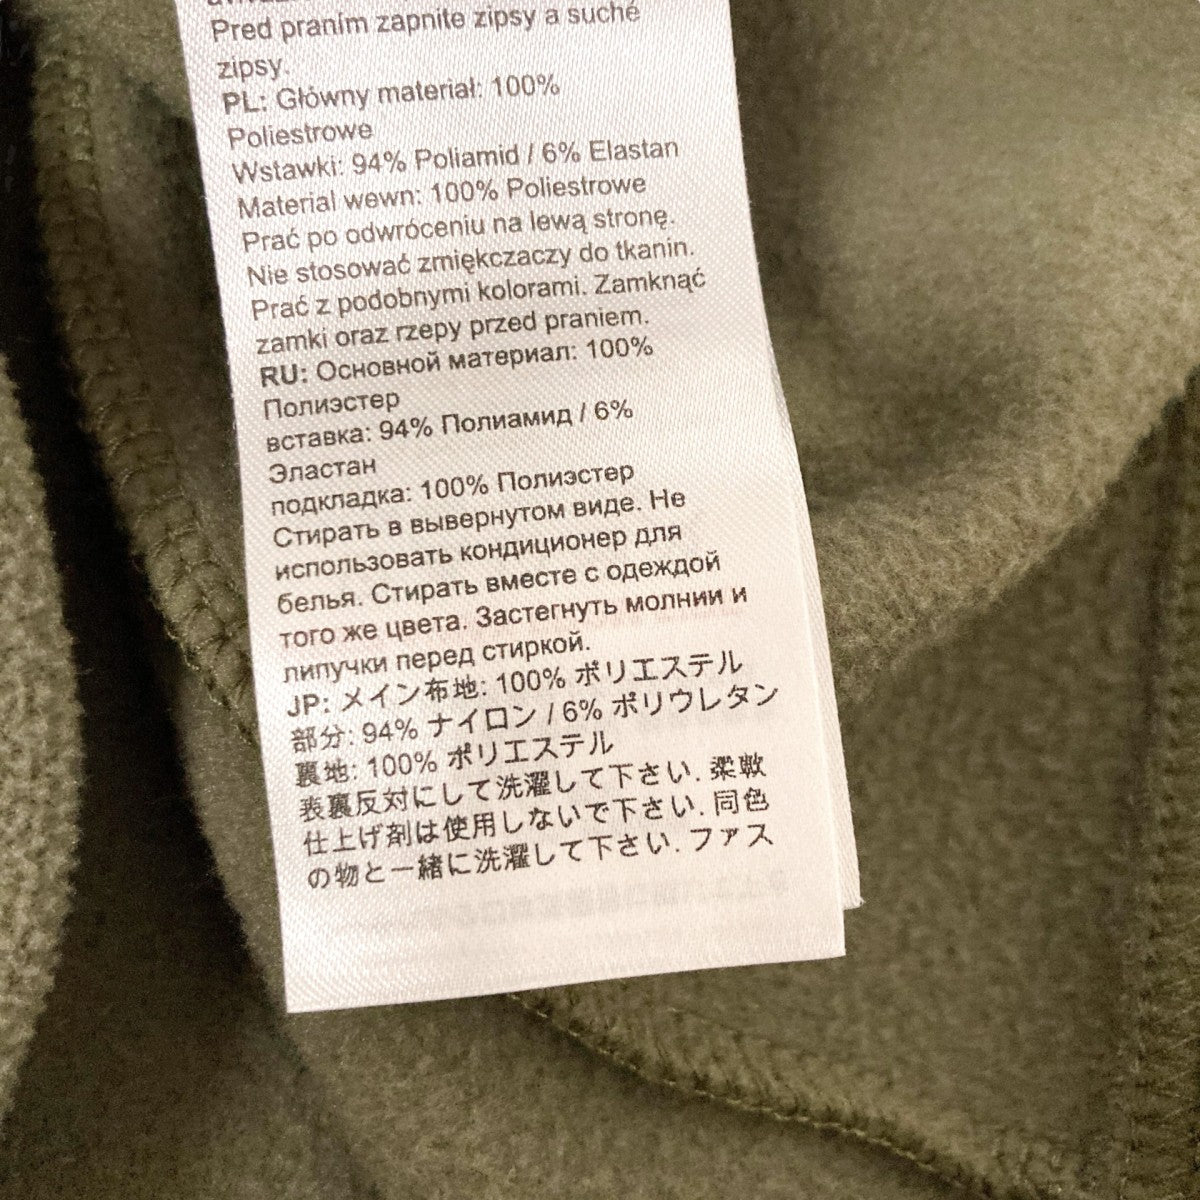 Pred praním zapnite zipsy a suché
zipsy.
PL: Główny materiał: 100%
Poliestrowe
Wstawki: 94% Poliamid / 6% Elastan
Material wewn: 100% Poliestrowe
Prać po odwróceniu na lewą stronę.
Nie stosować zmiękczaczy do tkanin.
Prać z podobnymi kolorami. Zamknąć
zamki oraz rzepy przed praniem.
RU: Основной материал: 100%
Полиэстер
вставка: 94% Полиамид / 6%
Эластан
подкладка: 100% Полиэстер
Стирать в вывернутом виде. Не
использовать кондиционер для
белья. Стирать вместе с одеждой
того же цвета. Застегнуть молнии и
липучки перед стиркой.
JP: メイン布地: 100% ポリエステル
部分: 94% ナイロン / 6% ポリウレタン
裏地: 100% ポリエステル
表裏反対にして洗濯して下さい. 柔軟
仕上げ剤は使用しないで下さい. 同色
の物と一緒に洗濯して下さい. ファス